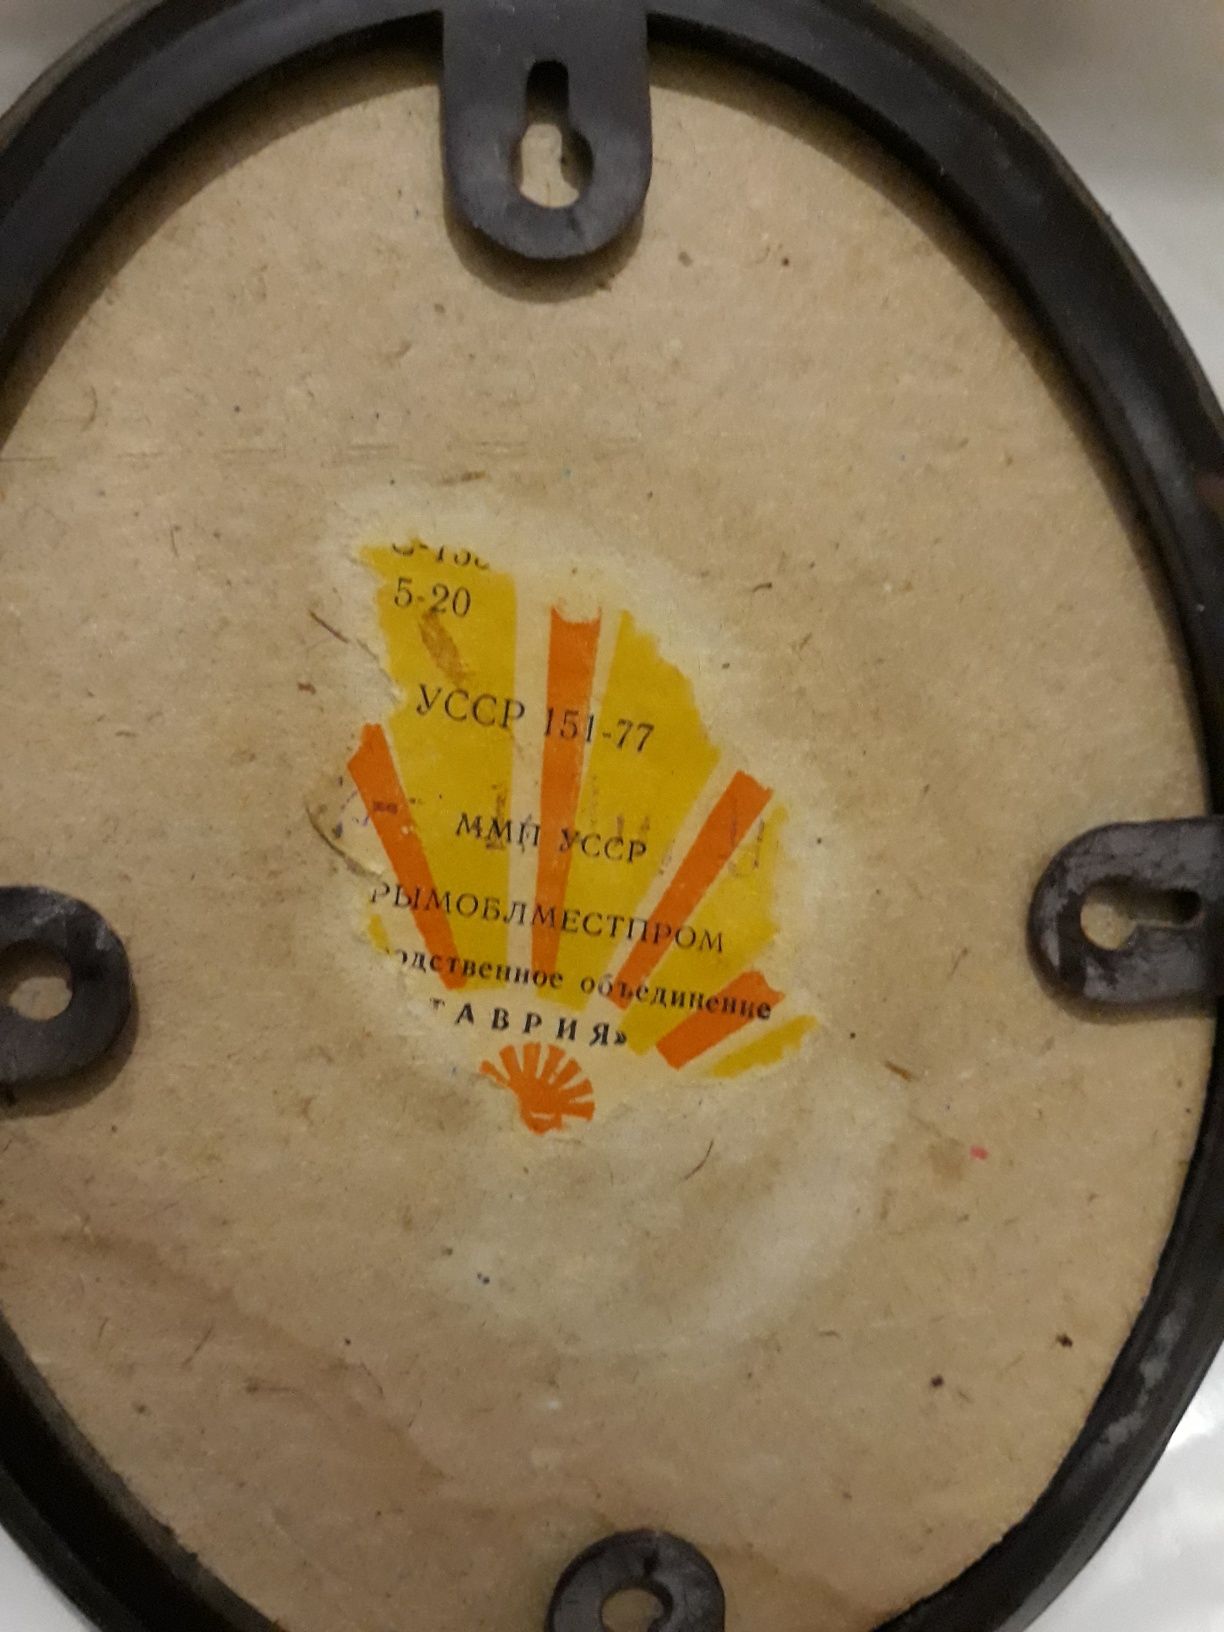 5-20
УССР 151-77
ММП УССР
РЫМОБЛМЕСТПРОМ
одственное объединение
ТАВРИЯ»